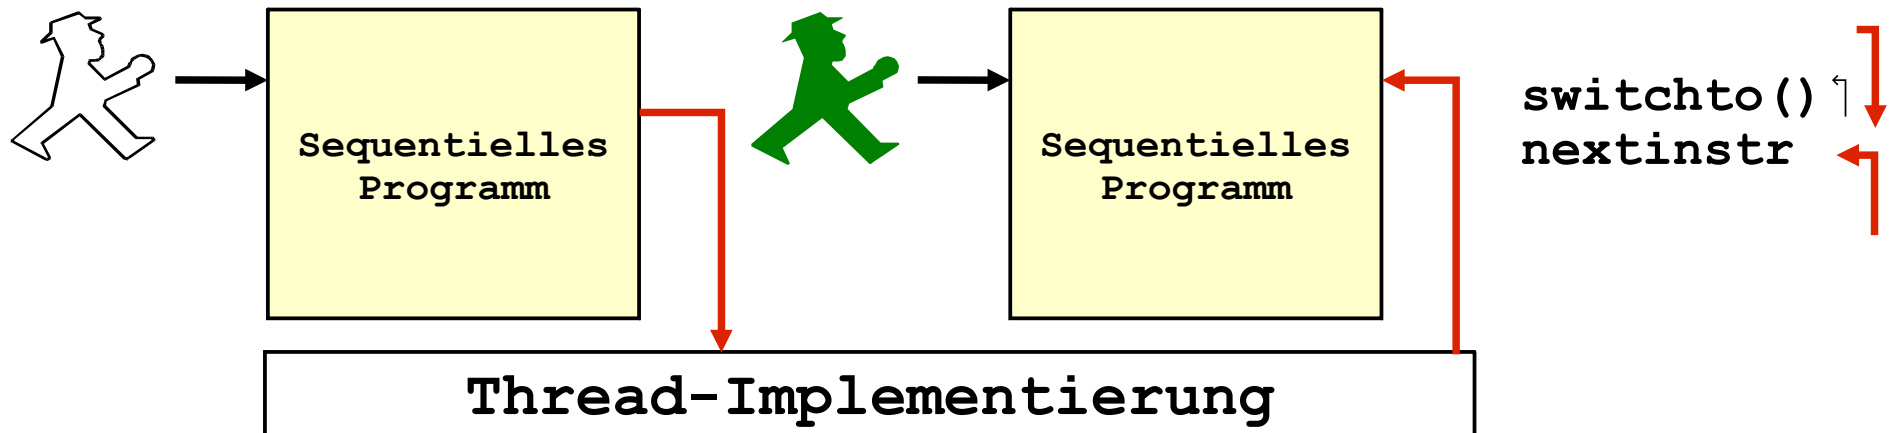 Sequentielles
Programm
Sequentielles
Programm
switchto()
nextinstr
Thread-Implementierung